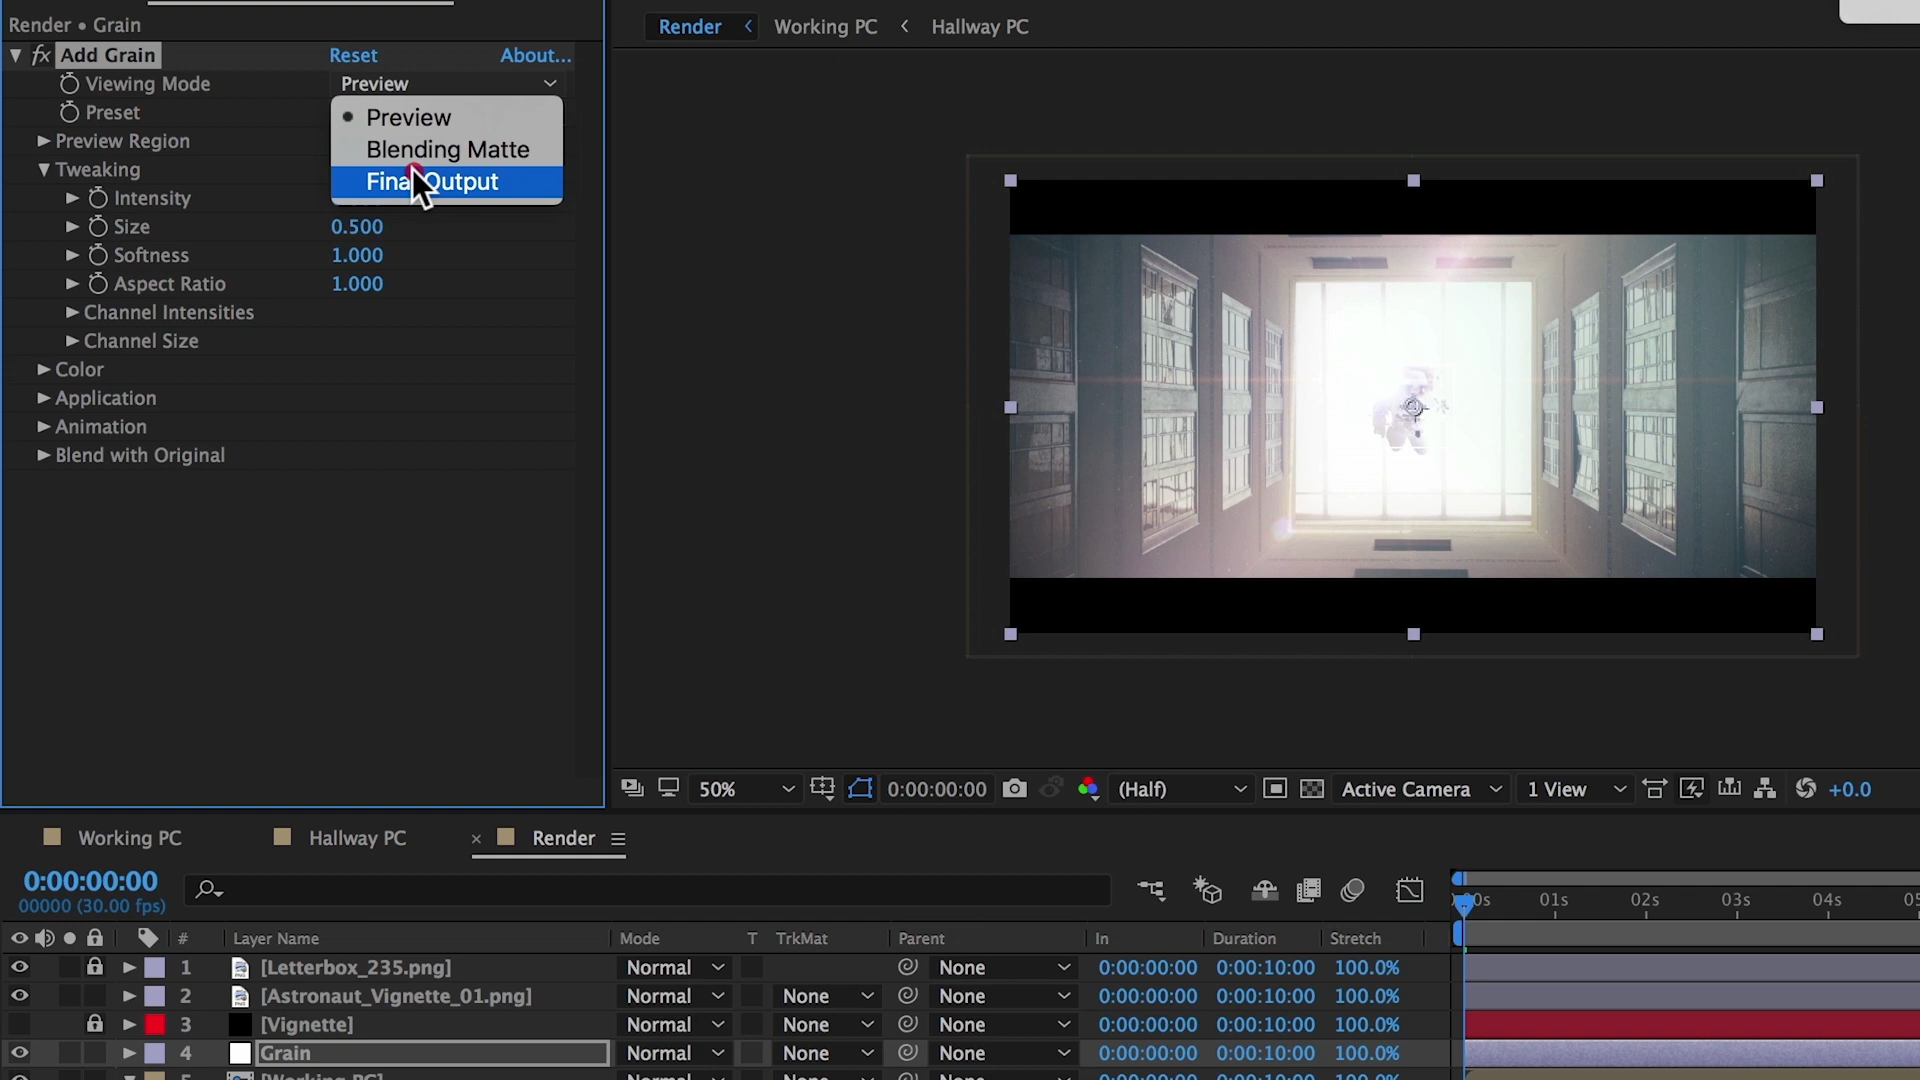 Render • Grain
fx Add Grain Reset About...
Viewing Mode Preview
Preset
Preview
Blending Matte
Final Output
Preview Region
Tweaking
Intensity
Size 0.500
Softness 1.000
Aspect Ratio 1.000
Channel Intensities
Channel Size
Color
Application
Animation
Blend with Original
Render Working PC Hallway PC
50% 0:00:00:00 (Half) Active Camera 1 View +0.0
Working PC Hallway PC × Render
0:00:00:00
00000 (30.00 fps)
00s 01s 02s 03s 04s
# Layer Name Mode T TrkMat Parent In Duration Stretch
1 [Letterbox_235.png] Normal None 0:00:00:00 0:00:10:00 100.0%
2 [Astronaut_Vignette_01.png] Normal None None 0:00:00:00 0:00:10:00 100.0%
3 [Vignette] Normal None None 0:00:00:00 0:00:10:00 100.0%
4 Grain Normal None None 0:00:00:00 0:00:10:00 100.0%
5 [Working PC] Normal None None 0:00:00:00 0:00:10:00 100.0%